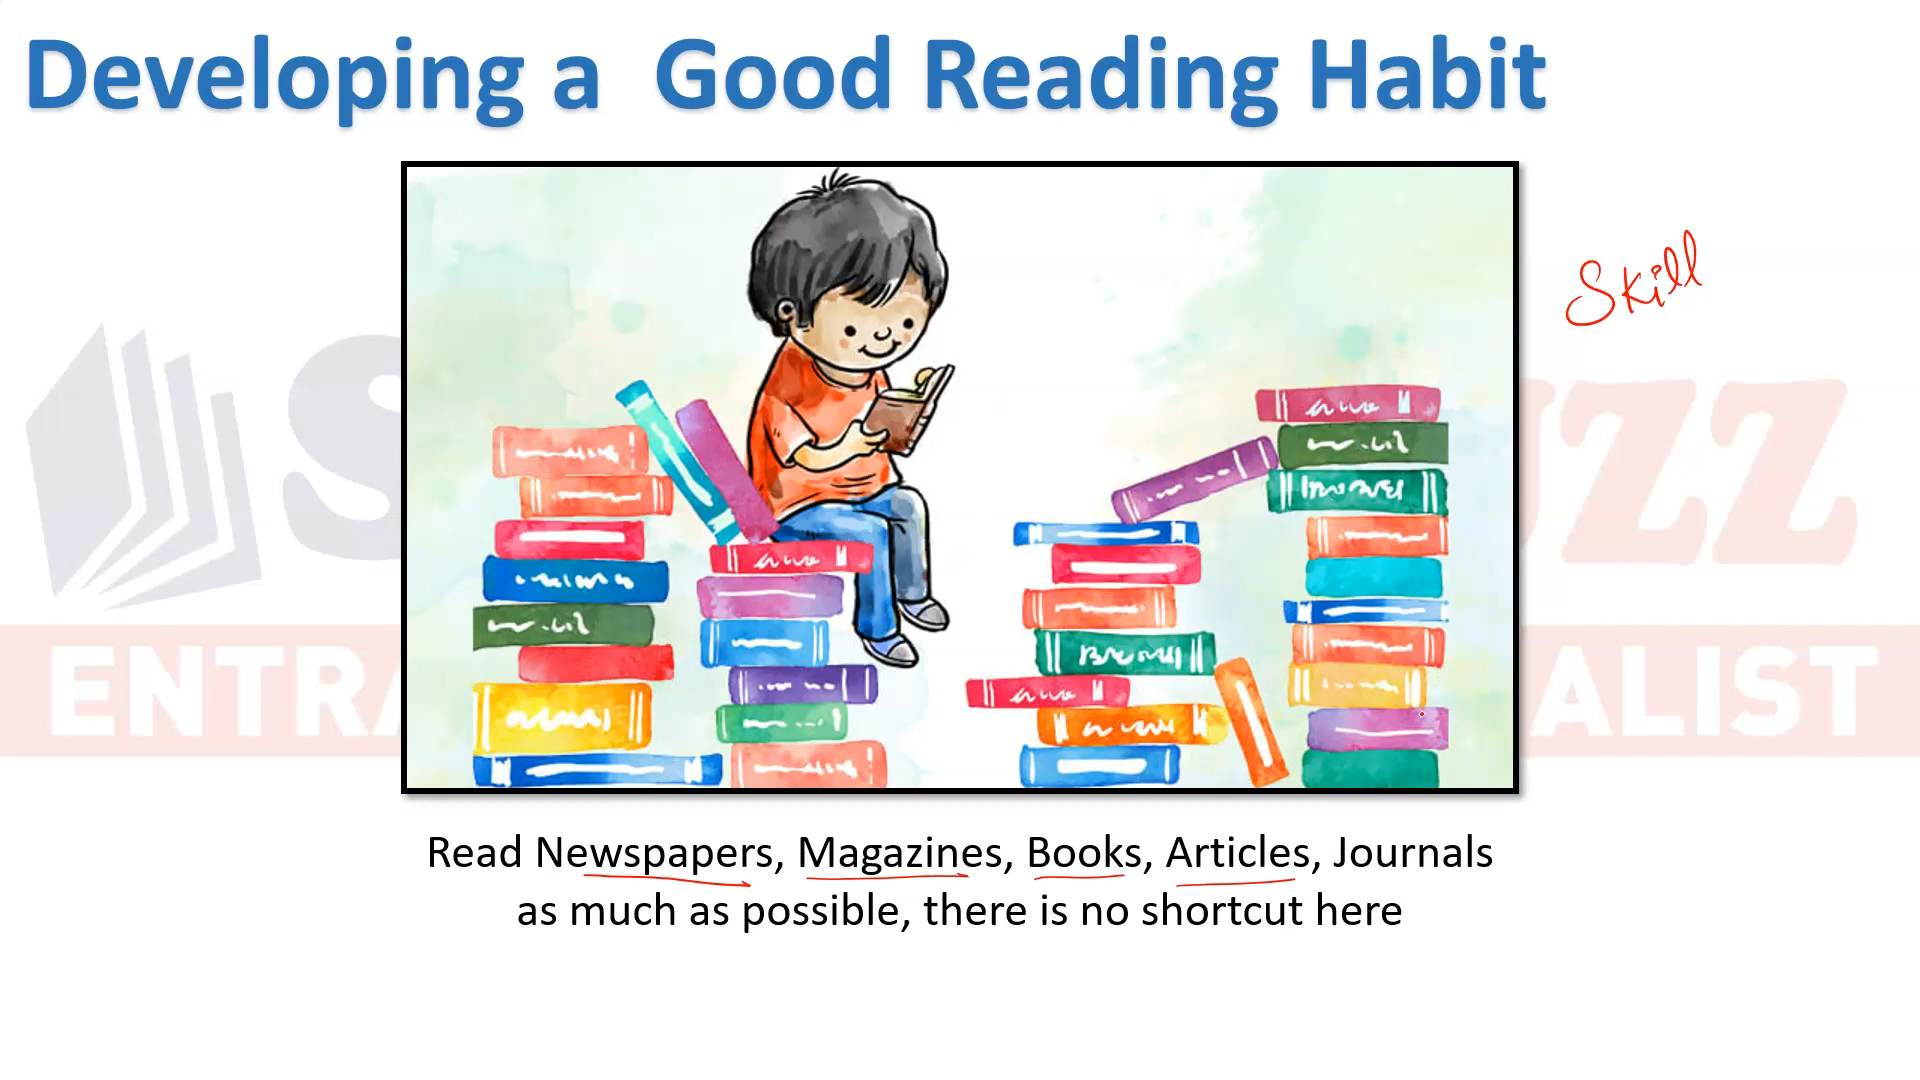 Developing a Good Reading Habit
Skill
Read Newspapers, Magazines, Books, Articles, Journals
as much as possible, there is no shortcut here